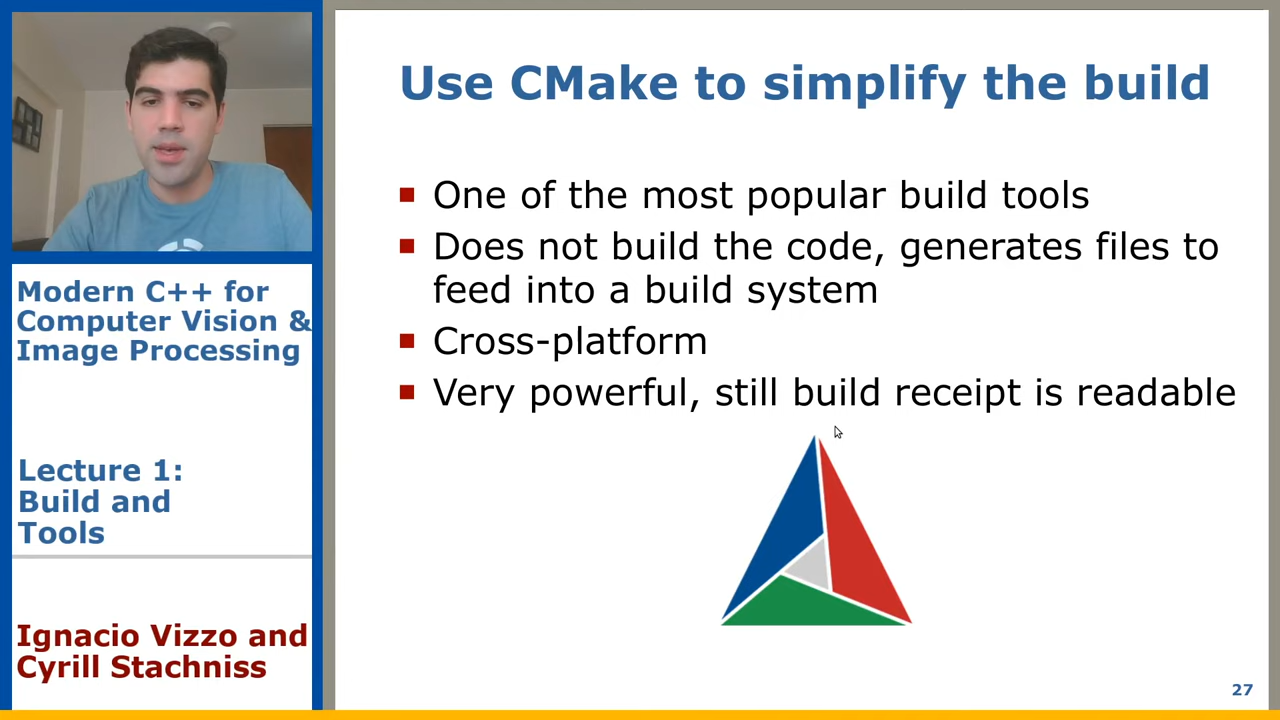 Use CMake to simplify the build
One of the most popular build tools
Does not build the code, generates files to
feed into a build system
Cross-platform
Very powerful, still build receipt is readable
Modern C++ for
Computer Vision &
Image Processing
Lecture 1:
Build and
Tools
Ignacio Vizzo and
Cyrill Stachniss
27